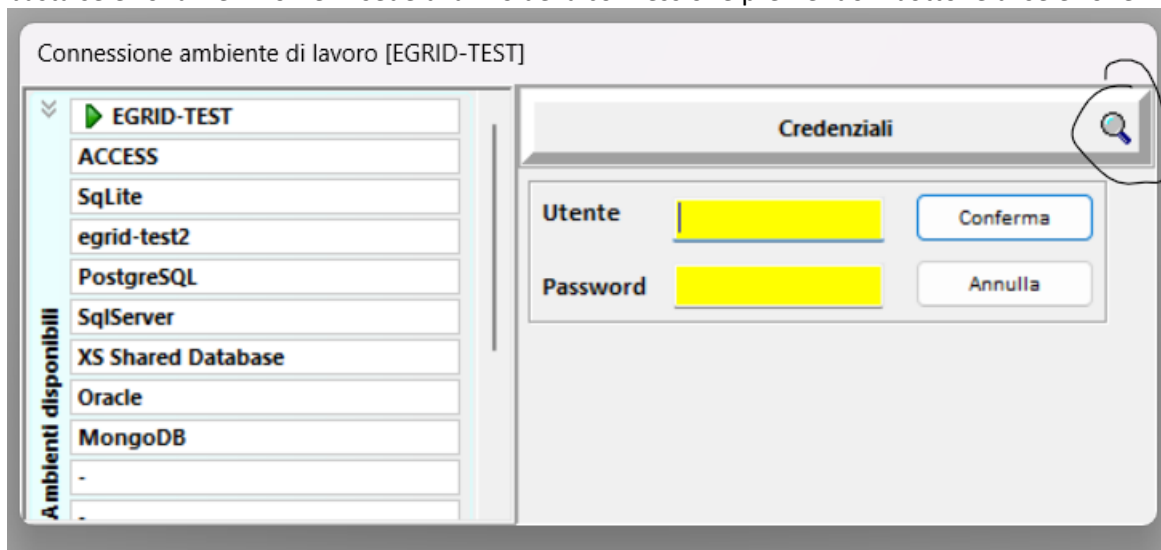 Connessione ambiente di lavoro [EGRID-TEST]
Ambienti disponibili
EGRID-TEST
ACCESS
SqLite
egrid-test2
PostgreSQL
SqlServer
XS Shared Database
Oracle
MongoDB
-
-
Credenziali
Utente
Conferma
Password
Annulla